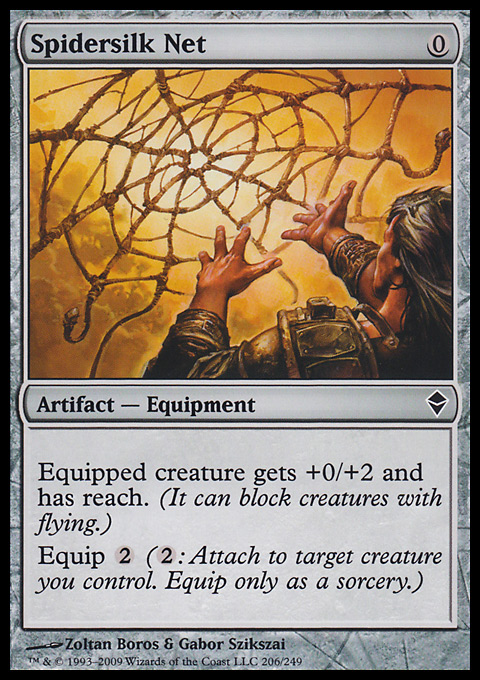 Spidersilk Net 0
Artifact — Equipment
Equipped creature gets +0/+2 and
has reach. (It can block creatures with
flying.)
Equip 2 (2: Attach to target creature
you control. Equip only as a sorcery.)
Zoltan Boros & Gabor Szikszai
™ & © 1993–2009 Wizards of the Coast LLC 206/249